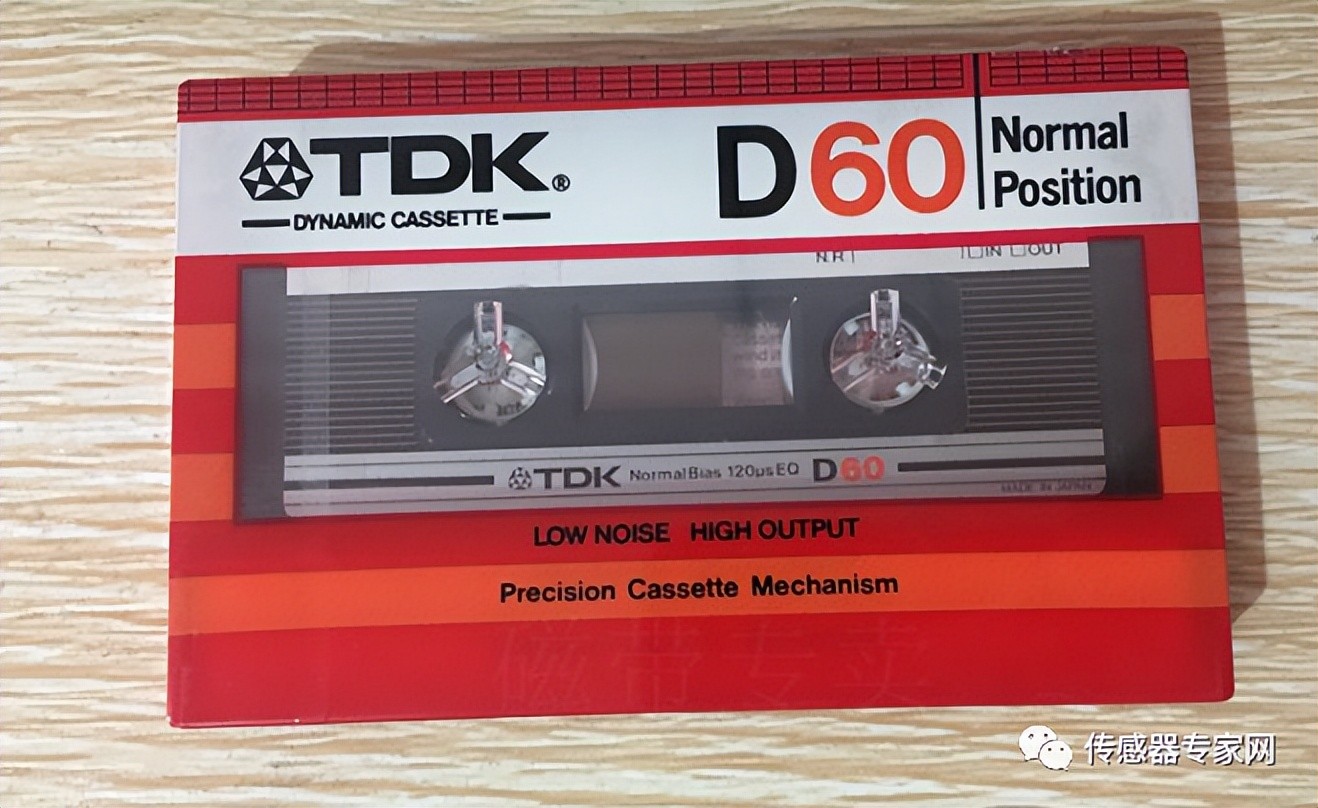 TDK®
DYNAMIC CASSETTE
D60
Normal
Position
N.R
IN OUT
TDK Normal Bias 120μs EQ D60
MADE IN JAPAN
LOW NOISE HIGH OUTPUT
Precision Cassette Mechanism
磁带专卖
传感器专家网